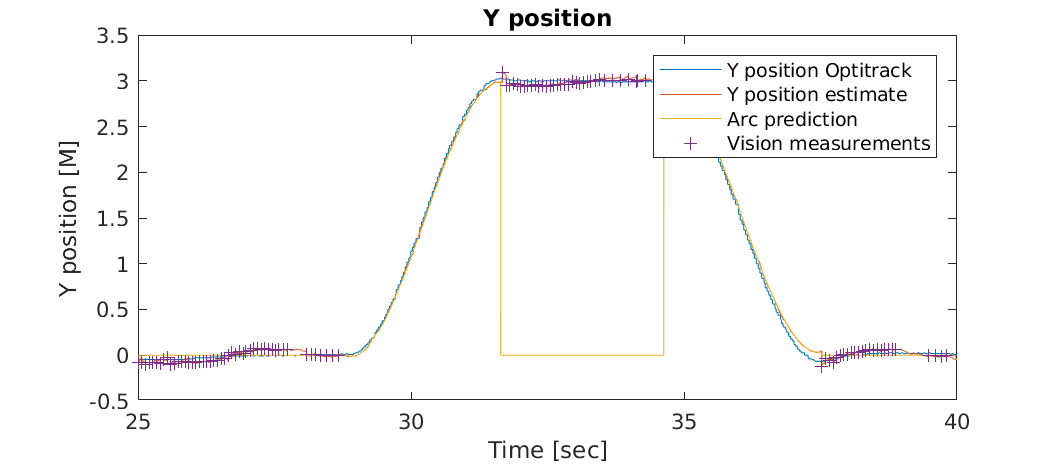 Y position
3.5
3
2.5
2
1.5
1
0.5
0
-0.5
Y position [M]
Y position Optitrack
Y position estimate
Arc prediction
Vision measurements
25
30
35
40
Time [sec]